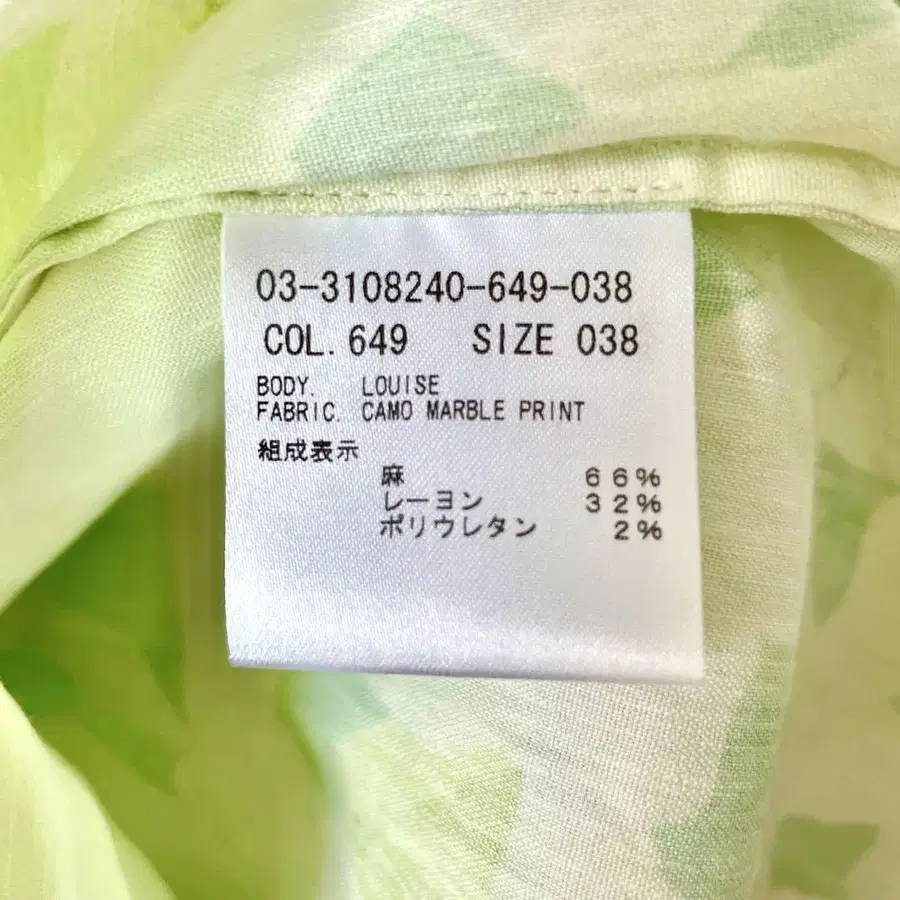 03-3108240-649-038
COL. 649 SIZE 038
BODY. LOUISE
FABRIC. CAMO MARBLE PRINT
組成表示
麻 66%
レーヨン 32%
ポリウレタン 2%